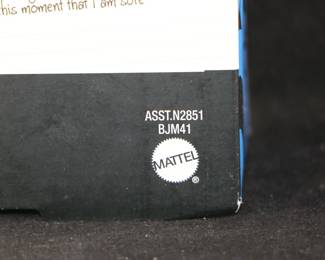 this moment that I am sure
ASST.N2851
BJM41
MATTEL
®